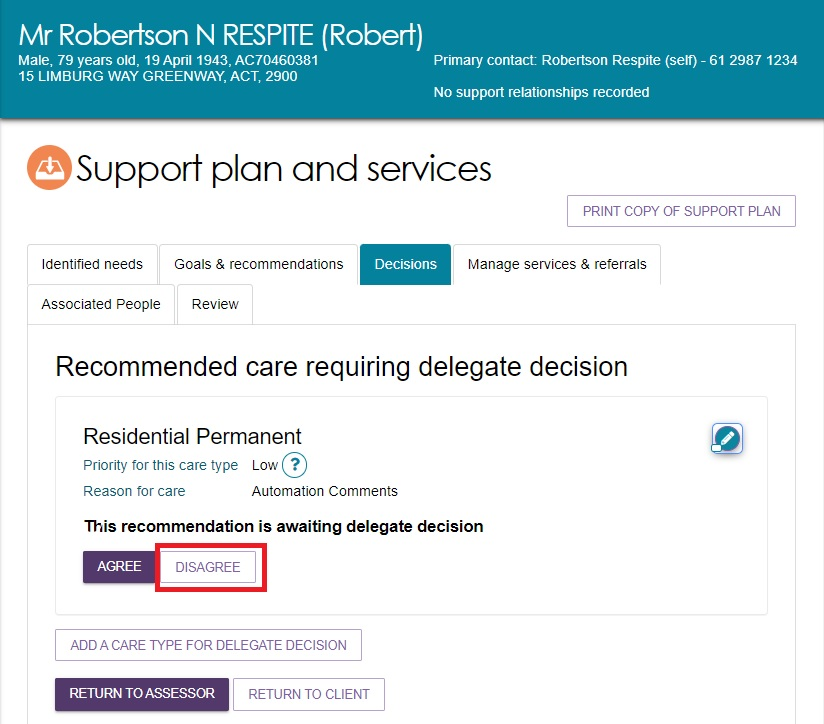 Mr Robertson N RESPITE (Robert)
Male, 79 years old, 19 April 1943, AC70460381
15 LIMBURG WAY GREENWAY, ACT, 2900
Primary contact: Robertson Respite (self) - 61 2987 1234
No support relationships recorded
Support plan and services
PRINT COPY OF SUPPORT PLAN
Identified needs
Goals & recommendations
Decisions
Manage services & referrals
Associated People
Review
Recommended care requiring delegate decision
Residential Permanent
Priority for this care type Low ?
Reason for care Automation Comments
This recommendation is awaiting delegate decision
AGREE
DISAGREE
ADD A CARE TYPE FOR DELEGATE DECISION
RETURN TO ASSESSOR
RETURN TO CLIENT